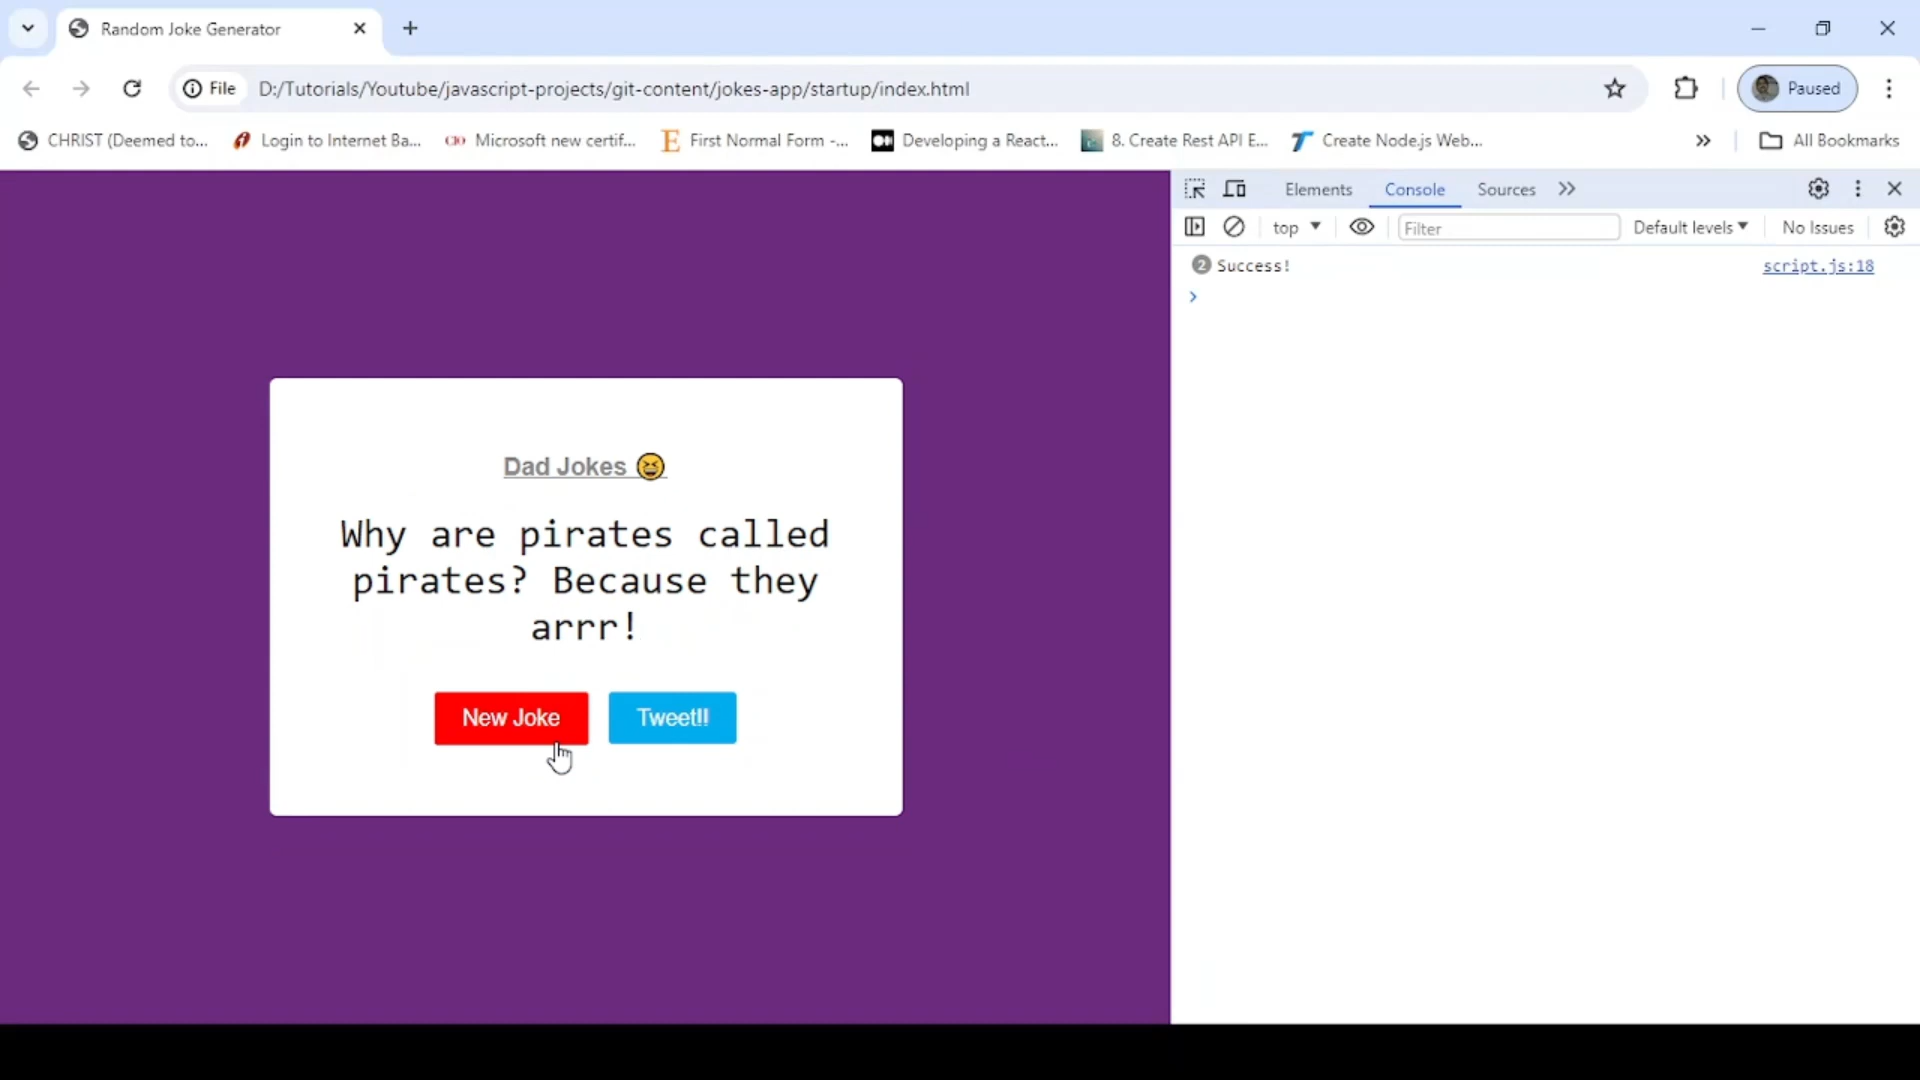 Random Joke Generator
File D:/Tutorials/Youtube/javascript-projects/git-content/jokes-app/startup/index.html Paused
CHRIST (Deemed to... Login to Internet Ba... CIO Microsoft new certif... E First Normal Form -... Developing a React... 8. Create Rest API E... Create Node.js Web... All Bookmarks
Elements Console Sources
top Filter Default levels No Issues
2 Success! script.js:18
Dad Jokes 😆
Why are pirates called
pirates? Because they
arrr!
New Joke Tweet!!